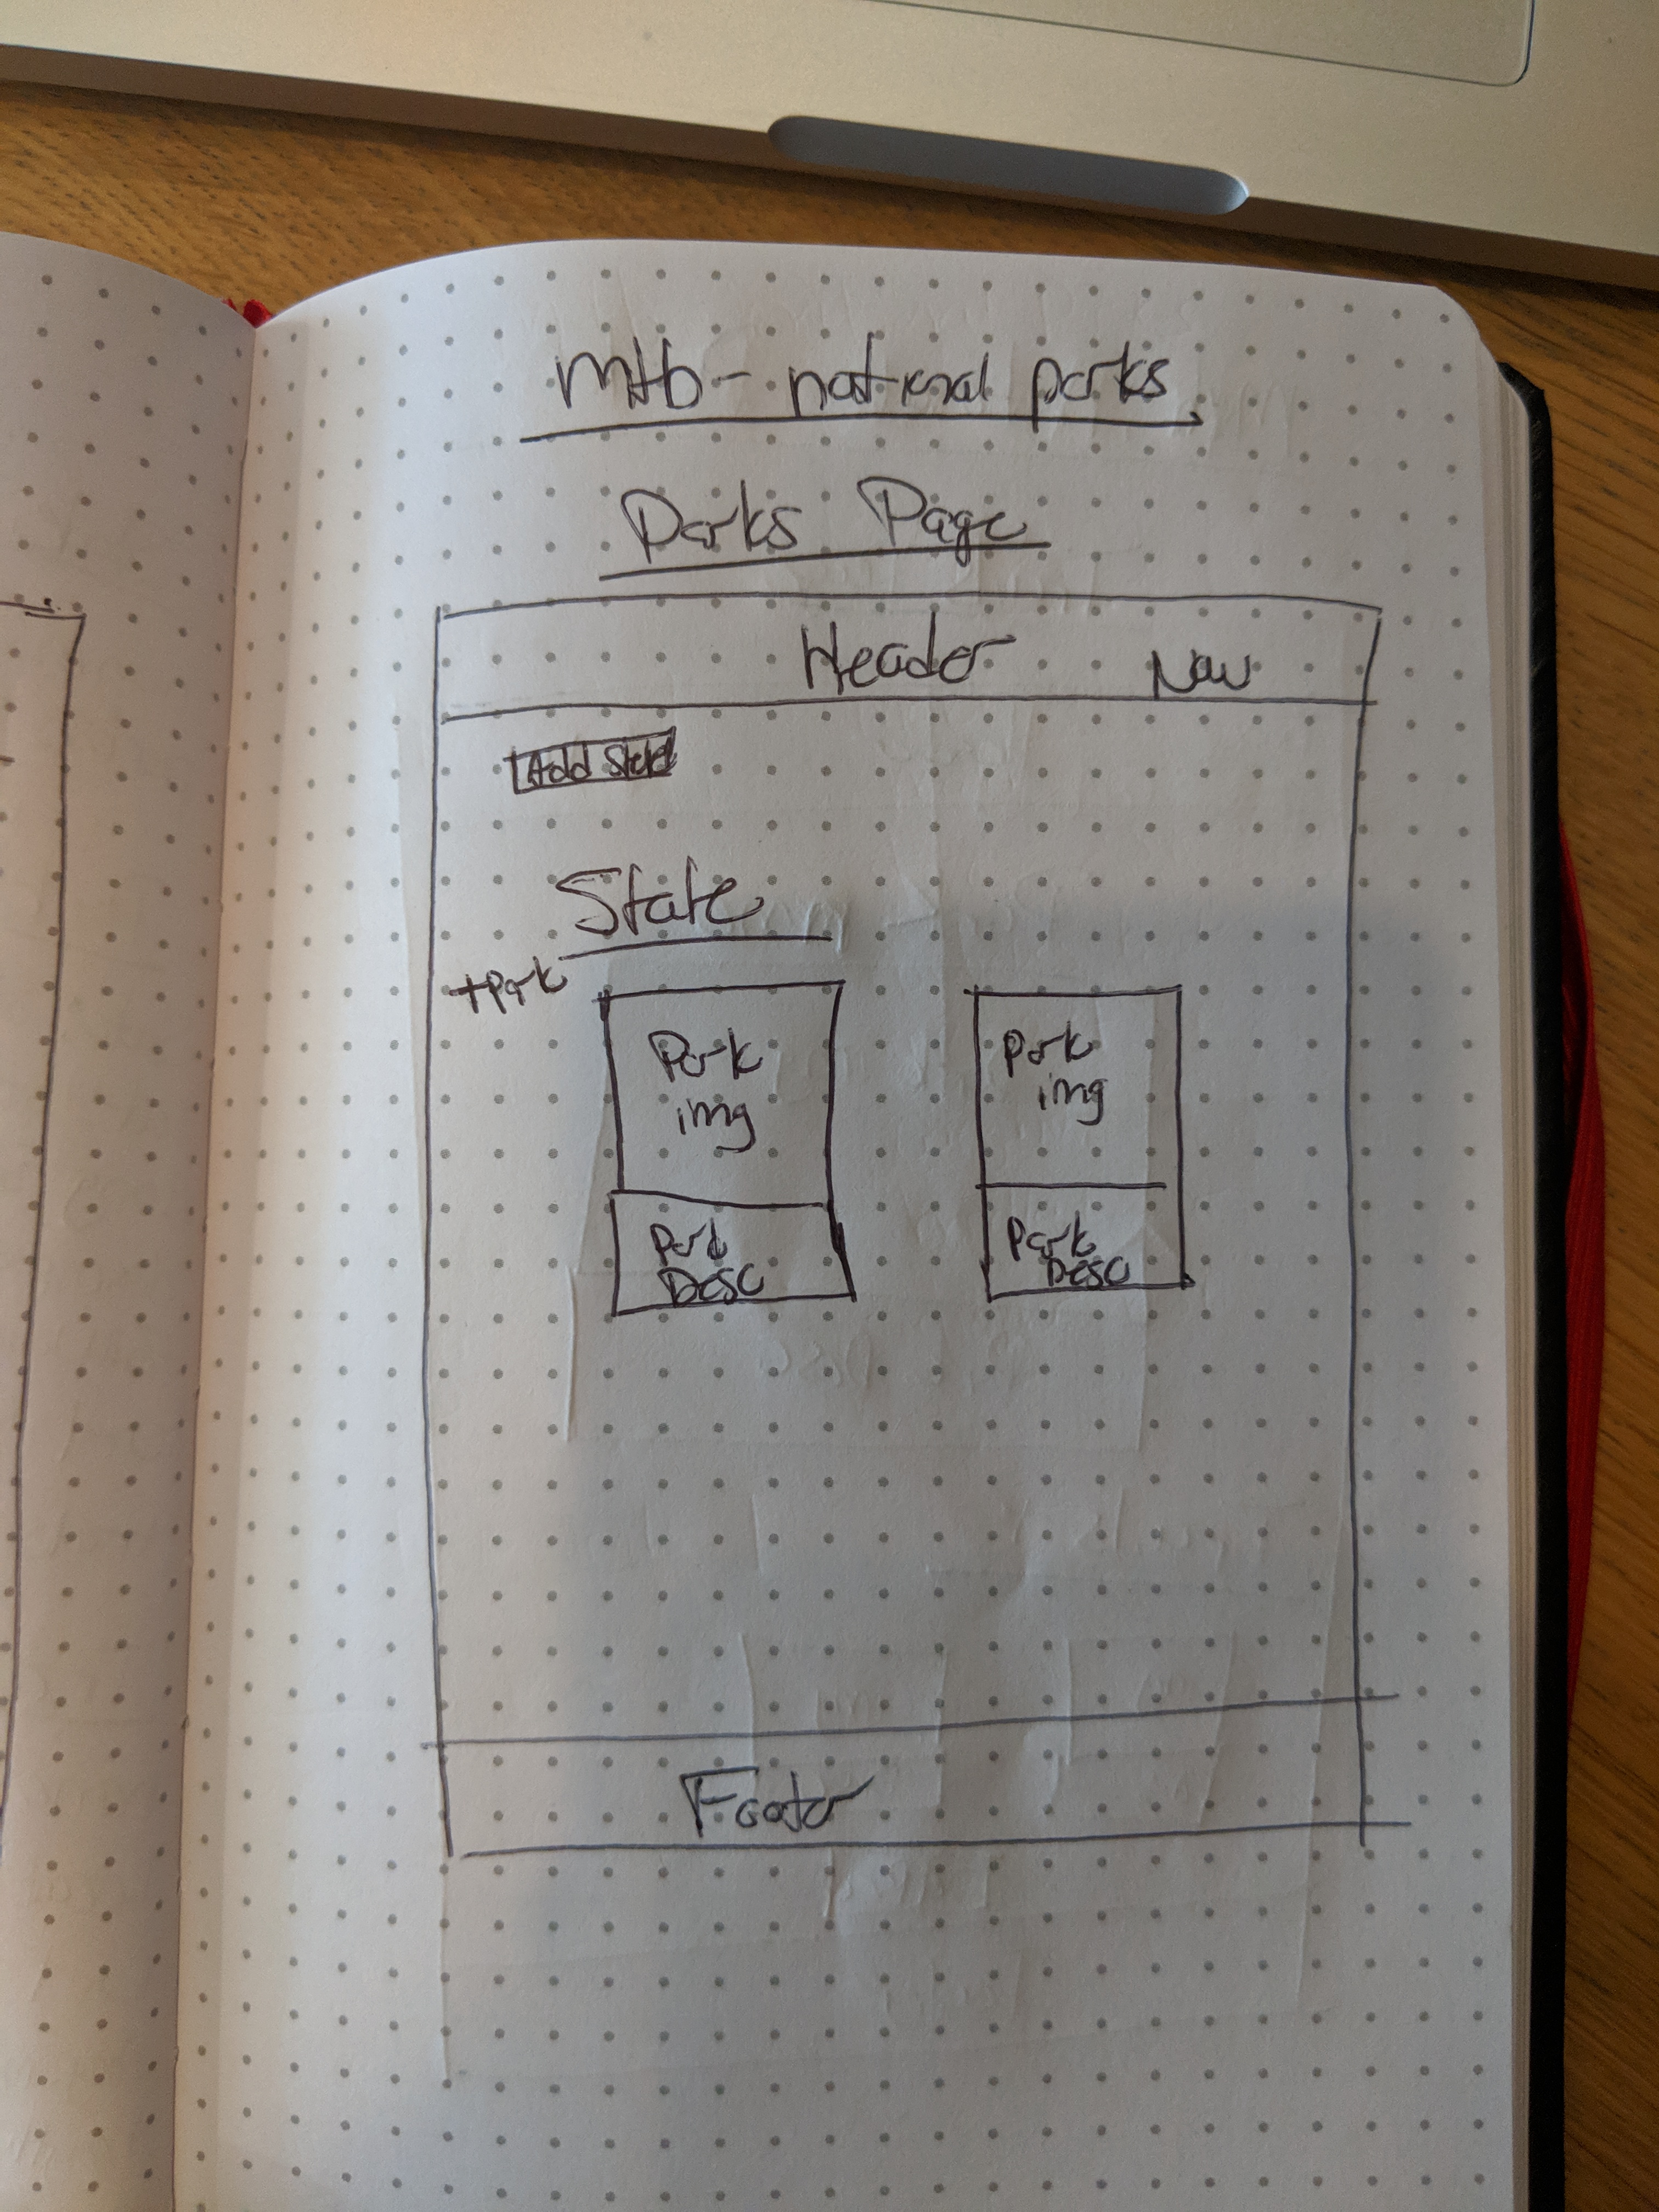 mtb - national parks
Parks Page
Header Nav
Add State
State
+Park
Park Park
img img
Park Park
Desc Desc
Footer